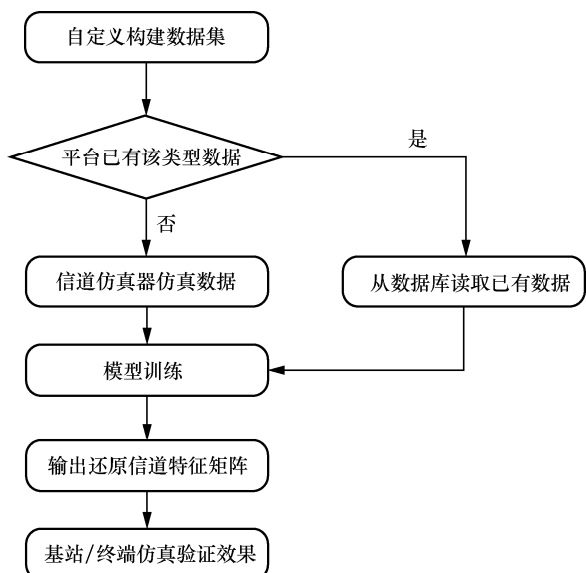 自定义构建数据集
平台已有该类型数据
是
否
信道仿真器仿真数据
从数据库读取已有数据
模型训练
输出还原信道特征矩阵
基站/终端仿真验证效果